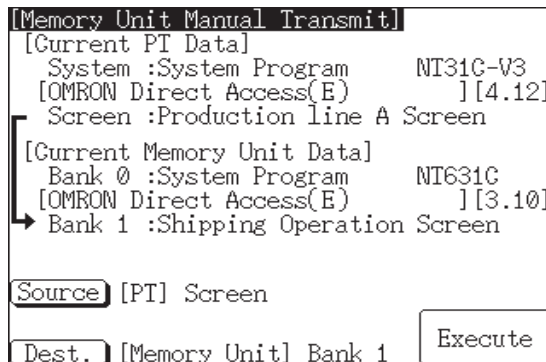 [Memory Unit Manual Transmit]
[Current PT Data]
System :System Program NT31C-V3
[OMRON Direct Access(E) ][4.12]
Screen :Production line A Screen
[Current Memory Unit Data]
Bank 0 :System Program NT631C
[OMRON Direct Access(E) ][3.10]
Bank 1 :Shipping Operation Screen
Source [PT] Screen
Execute
Dest. [Memory Unit] Bank 1